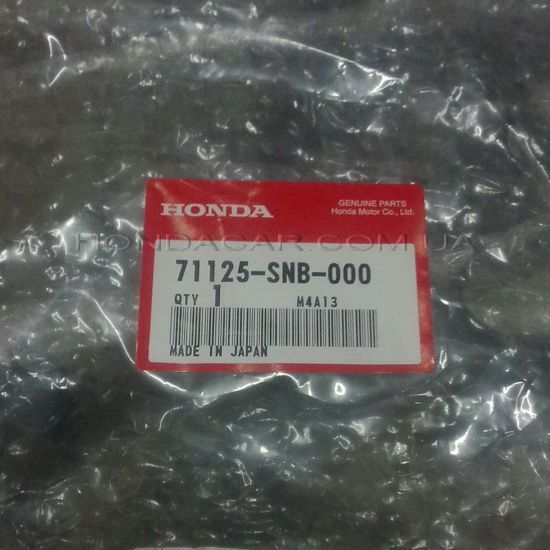 HONDA
GENUINE PARTS
Honda Motor Co., Ltd.
HONDACAR.COM.UA
71125-SNB-000
QTY 1 M4A13
MADE IN JAPAN